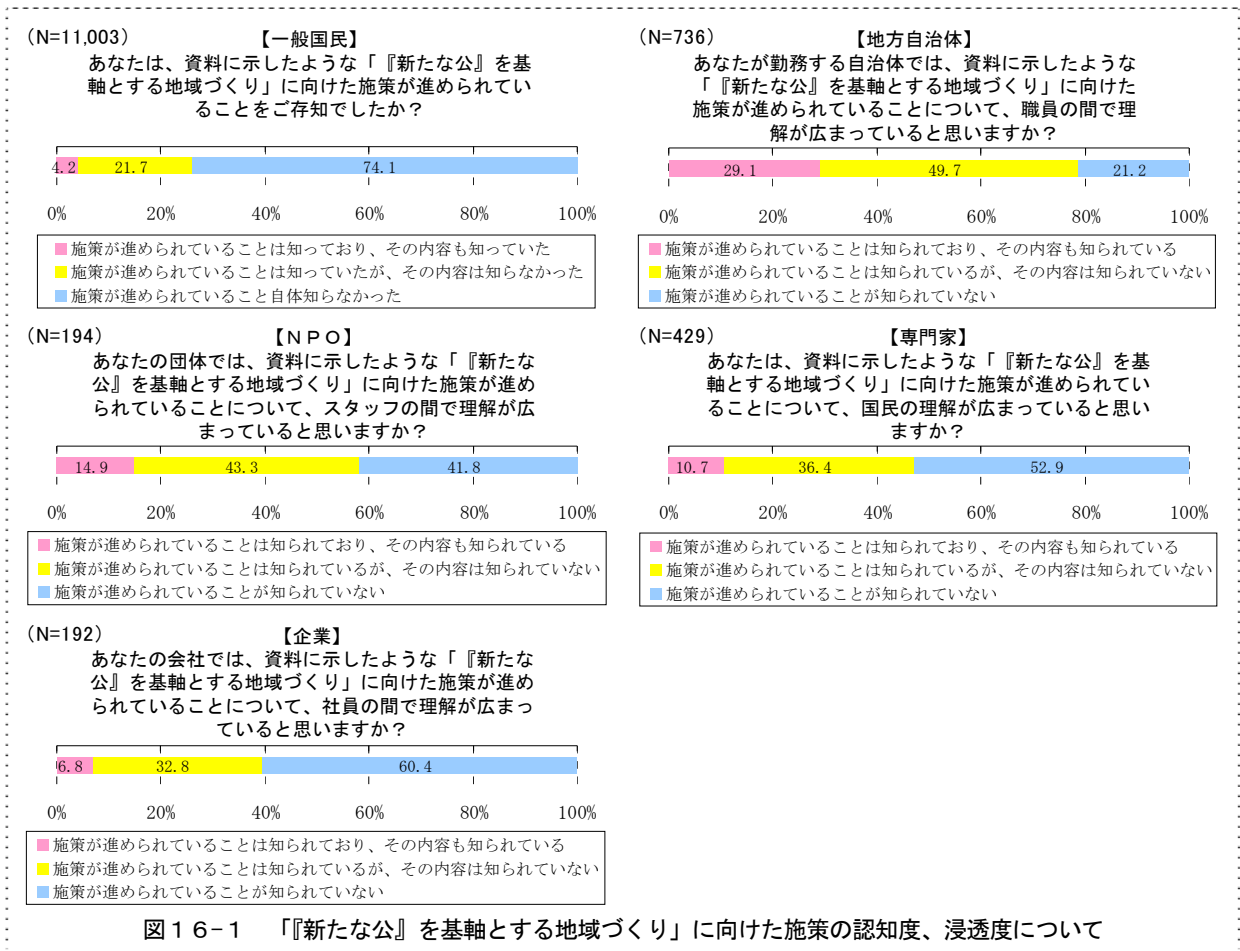 (N=11,003)　【一般国民】
あなたは、資料に示したような「『新たな公』を基
軸とする地域づくり」に向けた施策が進められてい
ることをご存知でしたか？
4.2 21.7 74.1
0% 20% 40% 60% 80% 100%
施策が進められていることは知っており、その内容も知っていた
施策が進められていることは知っていたが、その内容は知らなかった
施策が進められていること自体知らなかった
(N=736)　【地方自治体】
あなたが勤務する自治体では、資料に示したような
「『新たな公』を基軸とする地域づくり」に向けた
施策が進められていることについて、職員の間で理
解が広まっていると思いますか？
29.1 49.7 21.2
0% 20% 40% 60% 80% 100%
施策が進められていることは知られており、その内容も知られている
施策が進められていることは知られているが、その内容は知られていない
施策が進められていることが知られていない
(N=194)　【ＮＰＯ】
あなたの団体では、資料に示したような「『新たな
公』を基軸とする地域づくり」に向けた施策が進め
られていることについて、スタッフの間で理解が広
まっていると思いますか？
14.9 43.3 41.8
0% 20% 40% 60% 80% 100%
施策が進められていることは知られており、その内容も知られている
施策が進められていることは知られているが、その内容は知られていない
施策が進められていることが知られていない
(N=429)　【専門家】
あなたは、資料に示したような「『新たな公』を基
軸とする地域づくり」に向けた施策が進められてい
ることについて、国民の理解が広まっていると思い
ますか？
10.7 36.4 52.9
0% 20% 40% 60% 80% 100%
施策が進められていることは知られており、その内容も知られている
施策が進められていることは知られているが、その内容は知られていない
施策が進められていることが知られていない
(N=192)　【企業】
あなたの会社では、資料に示したような「『新たな
公』を基軸とする地域づくり」に向けた施策が進め
られていることについて、社員の間で理解が広まっ
ていると思いますか？
6.8 32.8 60.4
0% 20% 40% 60% 80% 100%
施策が進められていることは知られており、その内容も知られている
施策が進められていることは知られているが、その内容は知られていない
施策が進められていることが知られていない
図１６-１　「『新たな公』を基軸とする地域づくり」に向けた施策の認知度、浸透度について